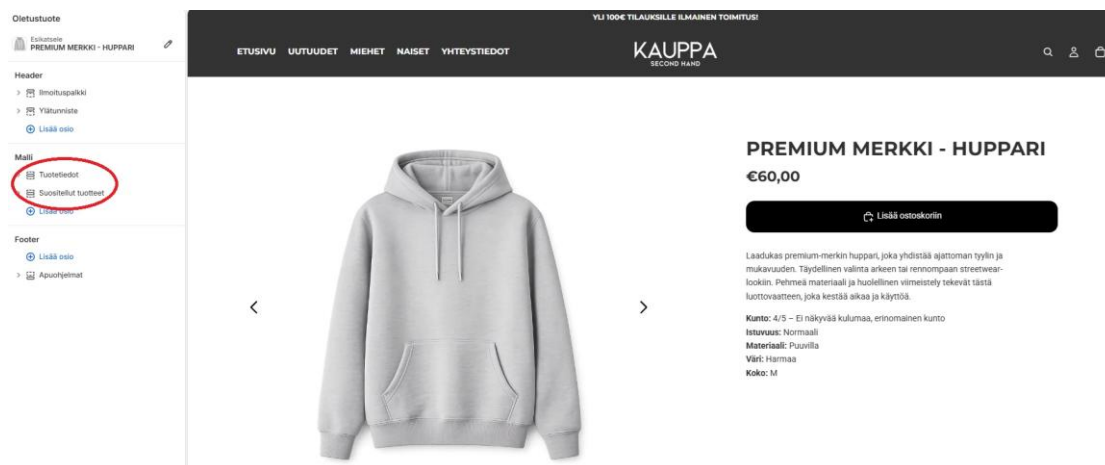 Oletustuote
Esikatsele
PREMIUM MERKKI - HUPPARI
Header
Ilmoituspalkki
Ylätunniste
Lisää osio
Malli
Tuotetiedot
Suositellut tuotteet
Lisää osio
Footer
Lisää osio
Apuohjelmat
YLI 100€ TILAUKSILLE ILMAINEN TOIMITUS!
ETUSIVU UUTUUDET MIEHET NAISET YHTEYSTIEDOT
KAUPPA
SECOND HAND
PREMIUM MERKKI - HUPPARI
€60,00
Lisää ostoskoriin
Laadukas premium-merkin huppari, joka yhdistää ajattoman tyylin ja
mukavuuden. Täydellinen valinta arkeen tai rennompaan streetwear-
lookiin. Pehmeä materiaali ja huolellinen viimeistely tekevät tästä
luottovaatteen, joka kestää aikaa ja käyttöä.
Kunto: 4/5 – Ei näkyvää kulumaa, erinomainen kunto
Istuvuus: Normaali
Materiaali: Puuvilla
Väri: Harmaa
Koko: M